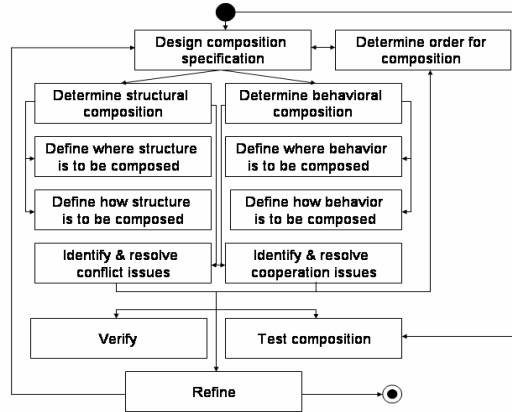 Design composition
specification
Determine order for
composition
Determine structural
composition
Determine behavioral
composition
Define where structure
is to be composed
Define where behavior
is to be composed
Define how structure
is to be composed
Define how behavior
is to be composed
Identify & resolve
conflict issues
Identify & resolve
cooperation issues
Verify
Test composition
Refine